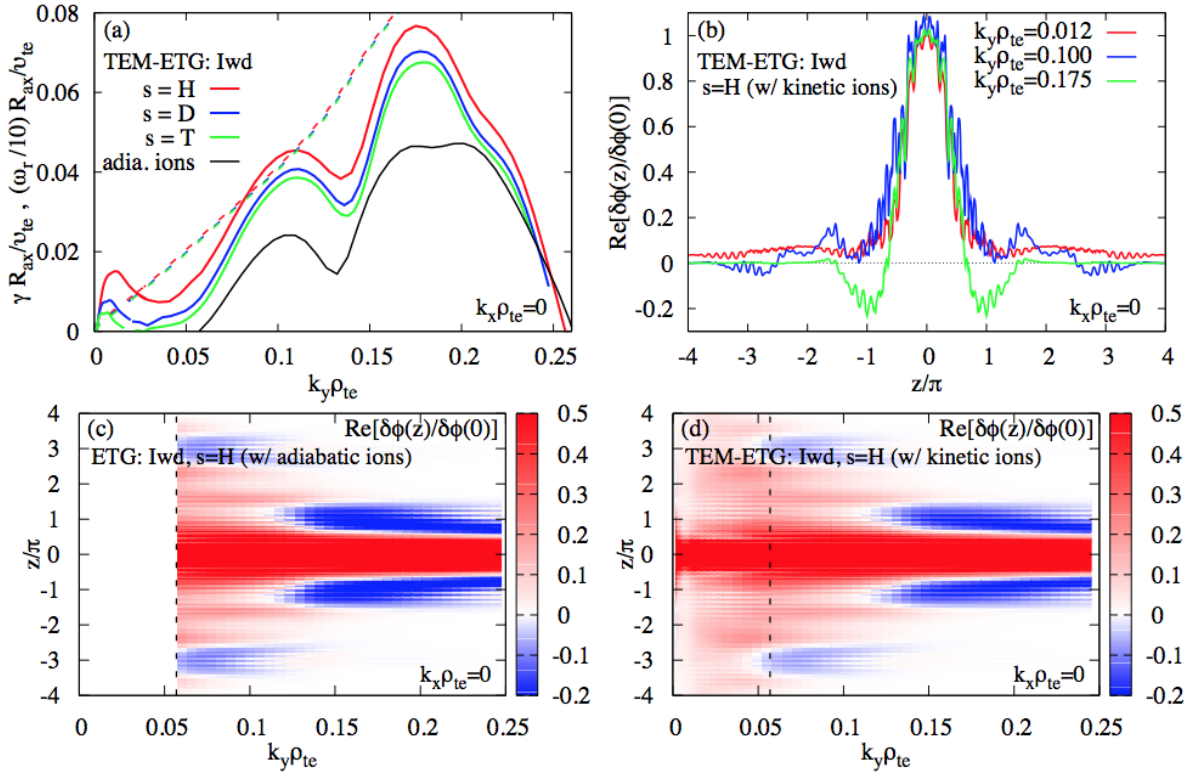 (a)
TEM-ETG: Iwd
s = H
s = D
s = T
adia. ions
γ R_ax/υ_te , (ω_r /10) R_ax/υ_te
0.08
0.06
0.04
0.02
0
k_xρ_te=0
0 0.05 0.1 0.15 0.2 0.25
k_yρ_te
(b)
TEM-ETG: Iwd
s=H (w/ kinetic ions)
k_yρ_te=0.012
k_yρ_te=0.100
k_yρ_te=0.175
Re[δϕ(z)/δϕ(0)]
1
0.8
0.6
0.4
0.2
0
-0.2
k_xρ_te=0
-4 -3 -2 -1 0 1 2 3 4
z/π
(c)
Re[δϕ(z)/δϕ(0)]
ETG: Iwd, s=H (w/ adiabatic ions)
z/π
4
3
2
1
0
-1
-2
-3
-4
k_xρ_te=0
0 0.05 0.1 0.15 0.2 0.25
k_yρ_te
0.5
0.4
0.3
0.2
0.1
0
-0.1
-0.2
(d)
Re[δϕ(z)/δϕ(0)]
TEM-ETG: Iwd, s=H (w/ kinetic ions)
z/π
4
3
2
1
0
-1
-2
-3
-4
k_xρ_te=0
0 0.05 0.1 0.15 0.2 0.25
k_yρ_te
0.5
0.4
0.3
0.2
0.1
0
-0.1
-0.2